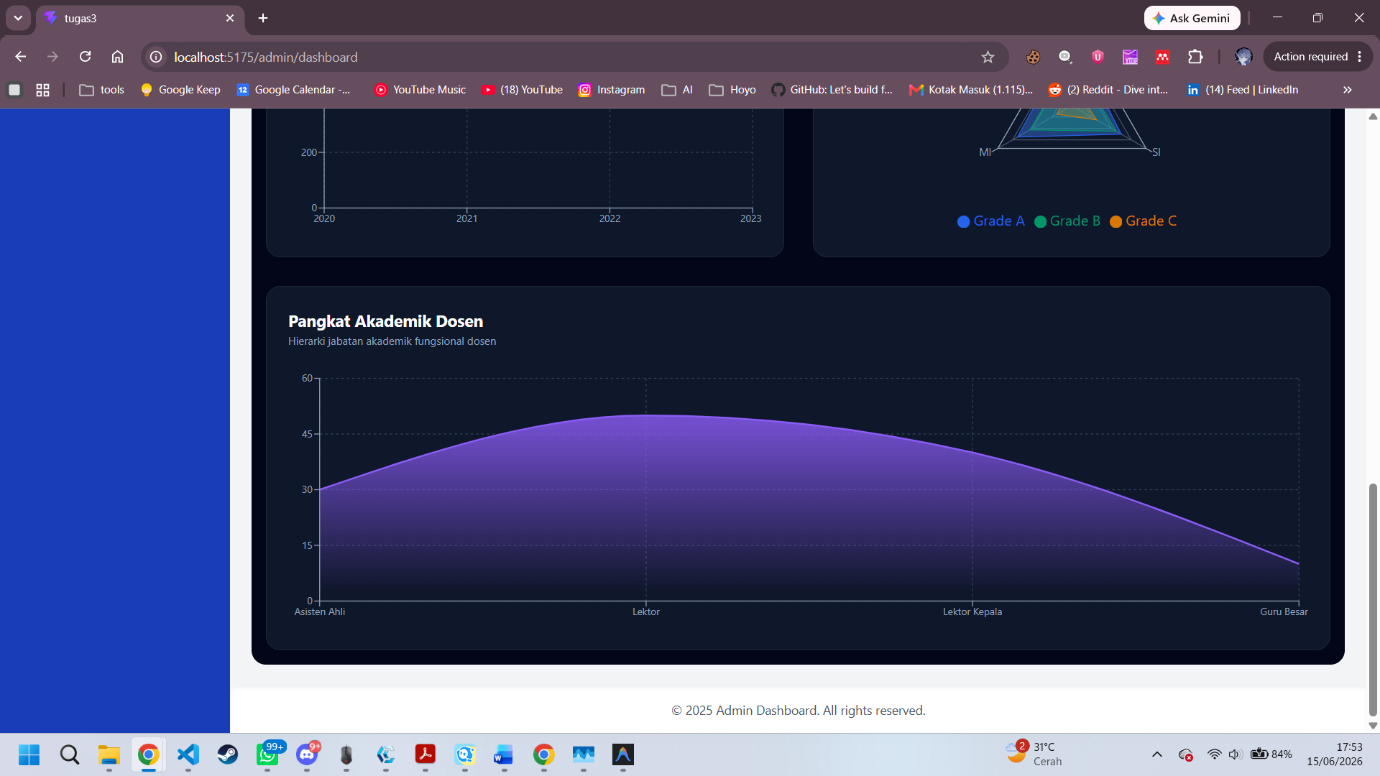 tugas3
Ask Gemini
localhost:5175/admin/dashboard
Action required
tools
Google Keep
12
Google Calendar -...
YouTube Music
(18) YouTube
Instagram
AI
Hoyo
GitHub: Let's build f...
Kotak Masuk (1.115)...
(2) Reddit - Dive int...
in
(14) Feed | LinkedIn
»
200
0
2020
2021
2022
2023
MI
SI
Grade A
Grade B
Grade C
Pangkat Akademik Dosen
Hierarki jabatan akademik fungsional dosen
60
45
30
15
0
Asisten Ahli
Lektor
Lektor Kepala
Guru Besar
© 2025 Admin Dashboard. All rights reserved.
99+
9+
2
31°C
Cerah
84%
17:53
15/06/2026